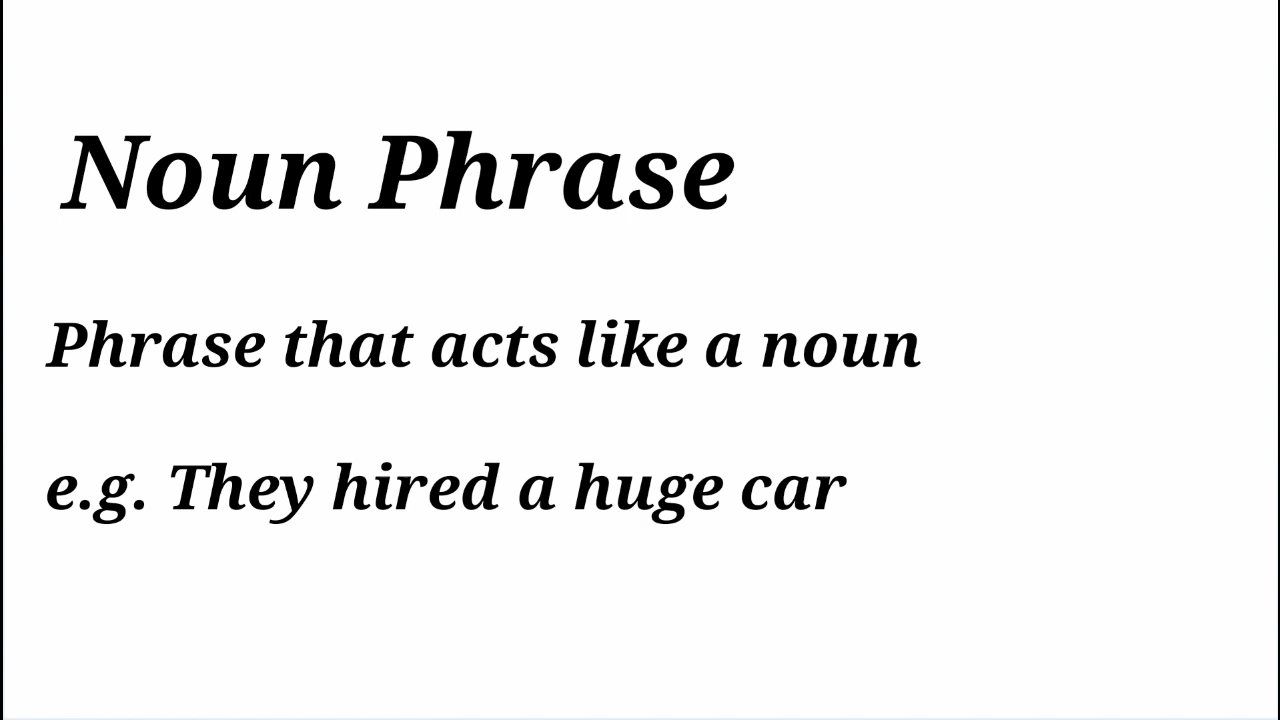 Noun Phrase
Phrase that acts like a noun
e.g. They hired a huge car